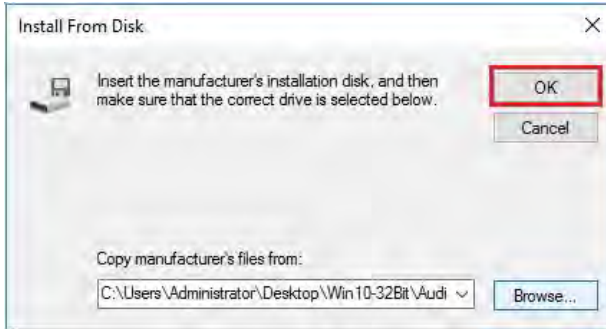 Install From Disk
Insert the manufacturer's installation disk, and then
make sure that the correct drive is selected below.
OK
Cancel
Copy manufacturer's files from:
C:\Users\Administrator\Desktop\Win10-32Bit\Audi
Browse...